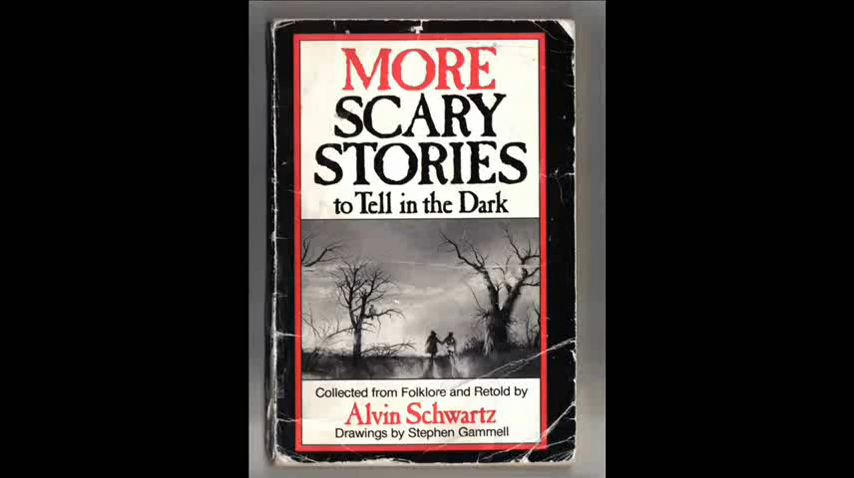 MORE
SCARY
STORIES
to Tell in the Dark
Collected from Folklore and Retold by
Alvin Schwartz
Drawings by Stephen Gammell